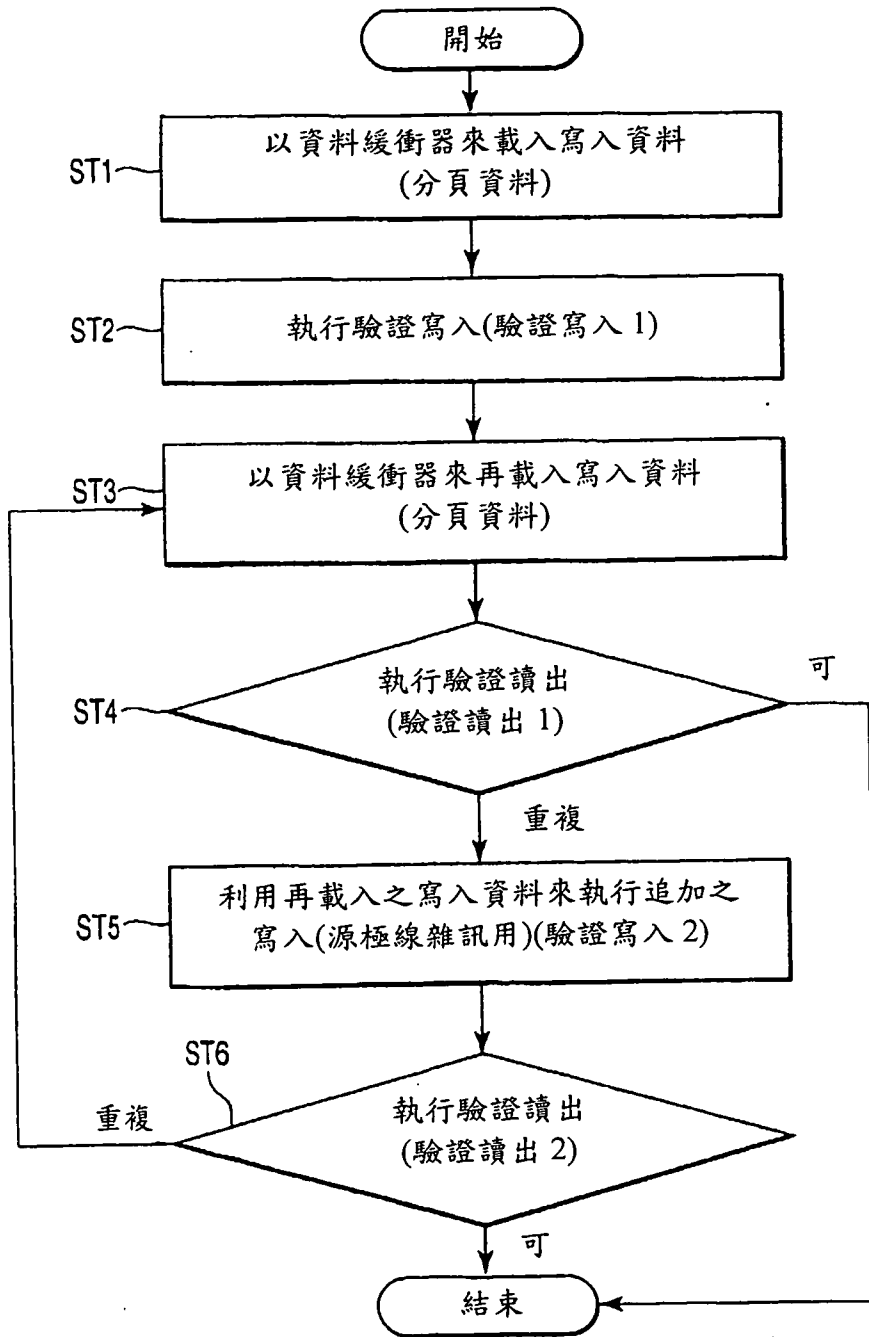 開始
ST1
以資料緩衝器來載入寫入資料
(分頁資料)
ST2
執行驗證寫入(驗證寫入 1)
ST3
以資料緩衝器來再載入寫入資料
(分頁資料)
ST4
執行驗證讀出
(驗證讀出 1)
可
重複
ST5
利用再載入之寫入資料來執行追加之
寫入(源極線雜訊用)(驗證寫入 2)
ST6
重複
執行驗證讀出
(驗證讀出 2)
可
結束